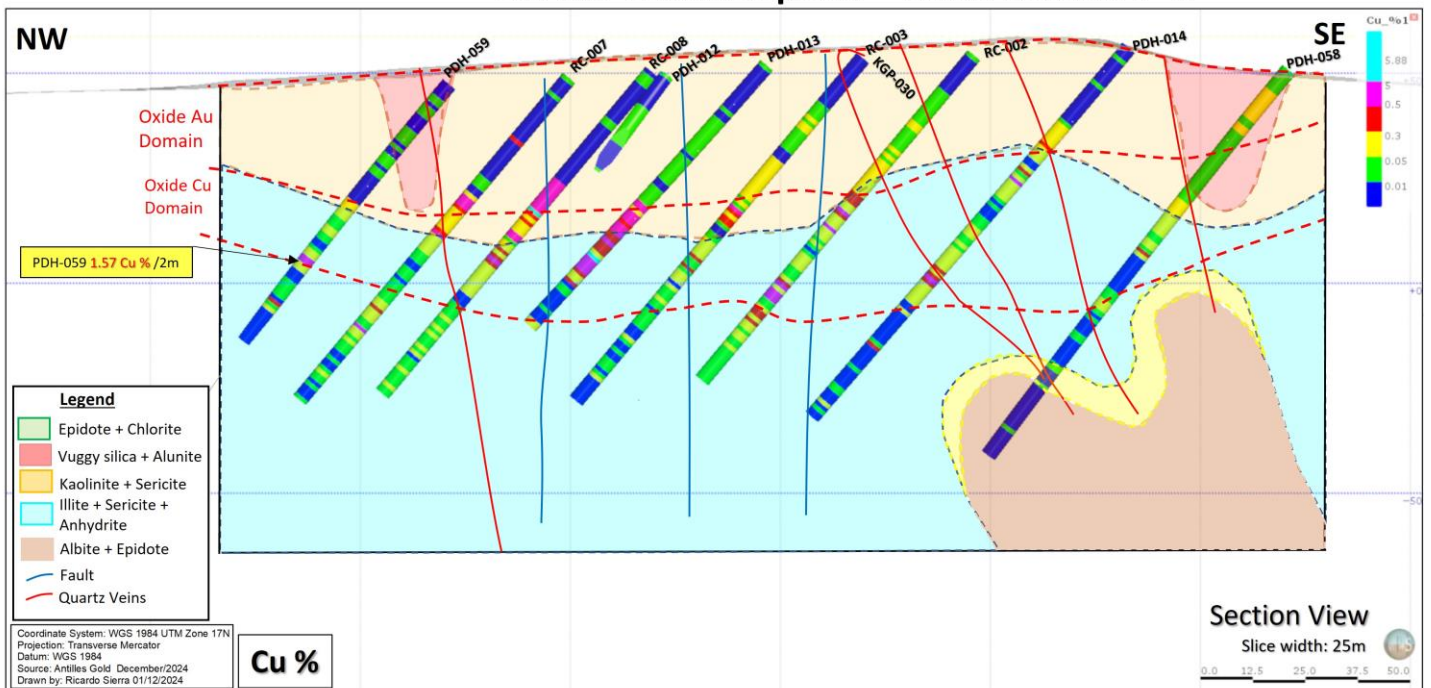 NW
SE
Cu_%1
5.88
5
0.5
0.3
0.05
0.01
PDH-059
RC-007
RC-008
PDH-012
PDH-013
RC-003
KGP-030
RC-002
PDH-014
PDH-058
Oxide Au
Domain
Oxide Cu
Domain
PDH-059 1.57 Cu % /2m
+0
-50
Legend
Epidote + Chlorite
Vuggy silica + Alunite
Kaolinite + Sericite
Illite + Sericite +
Anhydrite
Albite + Epidote
Fault
Quartz Veins
Coordinate System: WGS 1984 UTM Zone 17N
Projection: Transverse Mercator
Datum: WGS 1984
Source: Antilles Gold December/2024
Drawn by: Ricardo Sierra 01/12/2024
Cu %
Section View
Slice width: 25m
0.0 12.5 25.0 37.5 50.0